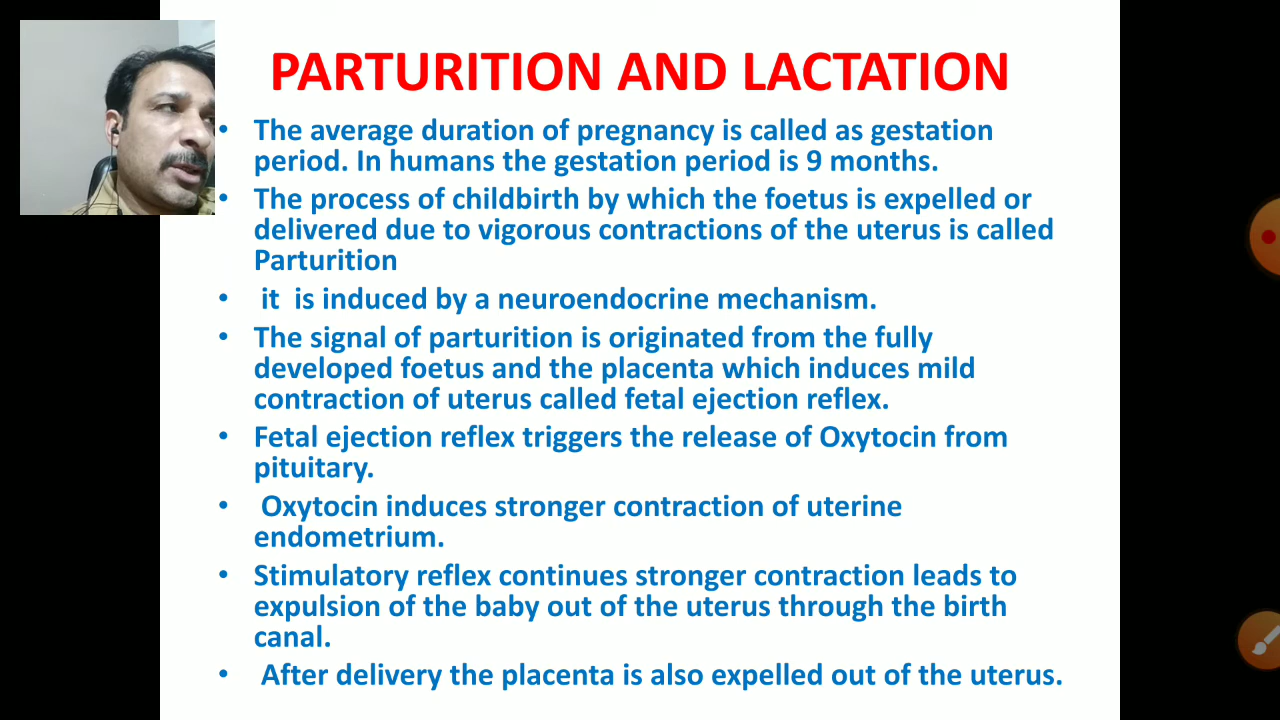 PARTURITION AND LACTATION
• The average duration of pregnancy is called as gestation
period. In humans the gestation period is 9 months.
• The process of childbirth by which the foetus is expelled or
delivered due to vigorous contractions of the uterus is called
Parturition
• it is induced by a neuroendocrine mechanism.
• The signal of parturition is originated from the fully
developed foetus and the placenta which induces mild
contraction of uterus called fetal ejection reflex.
• Fetal ejection reflex triggers the release of Oxytocin from
pituitary.
• Oxytocin induces stronger contraction of uterine
endometrium.
• Stimulatory reflex continues stronger contraction leads to
expulsion of the baby out of the uterus through the birth
canal.
• After delivery the placenta is also expelled out of the uterus.